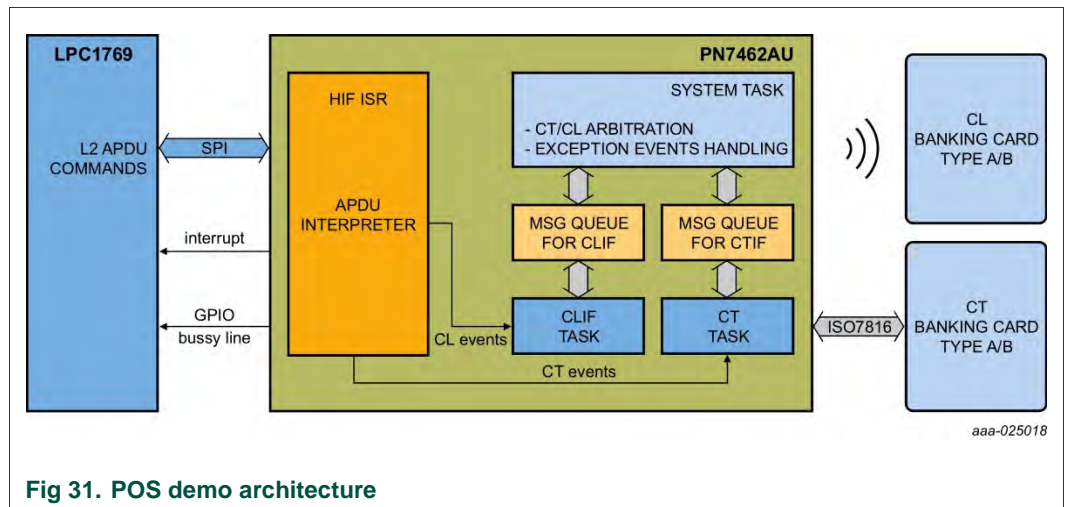 LPC1769
L2 APDU
COMMANDS
SPI
interrupt
GPIO
bussy line
PN7462AU
HIF ISR
APDU
INTERPRETER
SYSTEM TASK
- CT/CL ARBITRATION
- EXCEPTION EVENTS HANDLING
MSG QUEUE
FOR CLIF
MSG QUEUE
FOR CTIF
CLIF
TASK
CT
TASK
CL events
CT events
ISO7816
CL
BANKING CARD
TYPE A/B
CT
BANKING CARD
TYPE A/B
aaa-025018
Fig 31. POS demo architecture